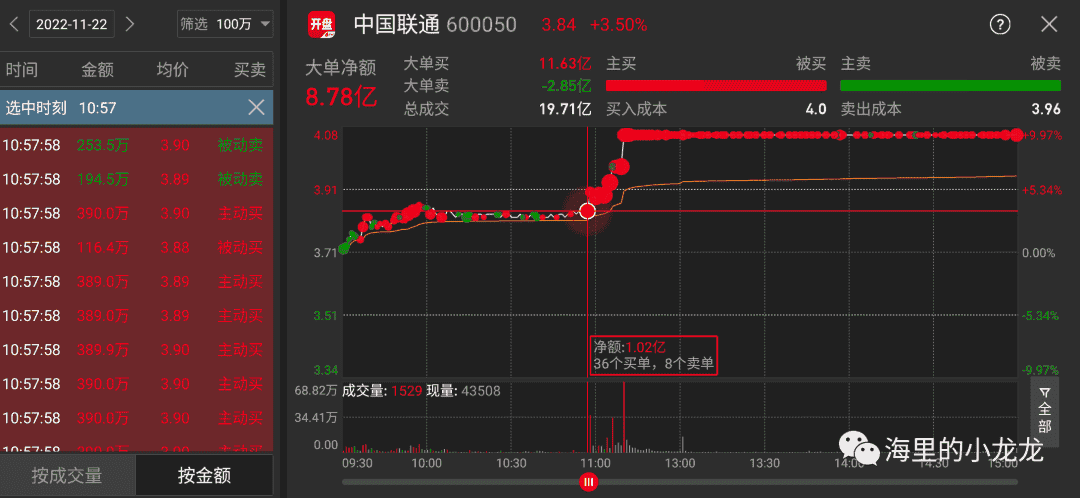 2022-11-22
筛选 100万
时间 金额 均价 买卖
选中时刻 10:57
10:57:58 253.5万 3.90 被动卖
10:57:58 194.5万 3.89 被动卖
10:57:58 390.0万 3.90 主动买
10:57:58 116.4万 3.88 被动买
10:57:58 389.0万 3.89 主动买
10:57:58 389.0万 3.89 主动买
10:57:58 389.9万 3.90 主动买
10:57:58 390.0万 3.90 主动买
10:57:58 390.0万 3.90 主动买
按成交量 按金额
开盘
中国联通 600050 3.84 +3.50%
?
大单净额
8.78亿
大单买 11.63亿
大单卖 -2.85亿
总成交 19.71亿
主买 被买
买入成本 4.0
主卖 被卖
卖出成本 3.96
4.08 +9.97%
3.91 +5.34%
3.71 0.00%
3.51 -5.34%
3.34 -9.97%
净额:1.02亿
36个买单，8个卖单
68.82万 成交量: 1529 现量: 43508
34.41万
0.00
全部
09:30 10:00 10:30 11:00 13:00 13:30 14:00 14:30 15:00
海里的小龙龙